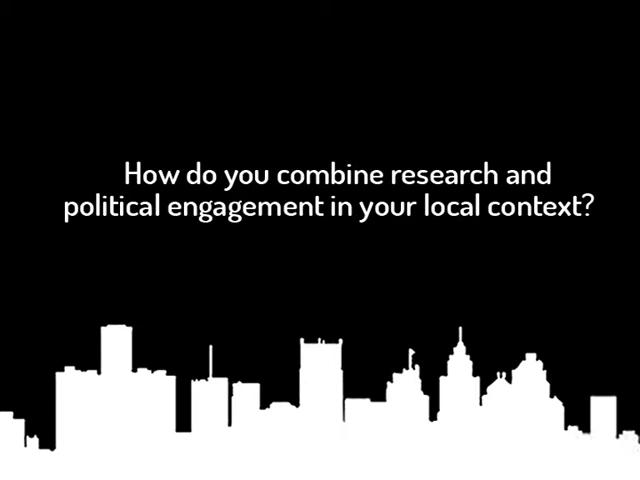 How do you combine research and
political engagement in your local context?